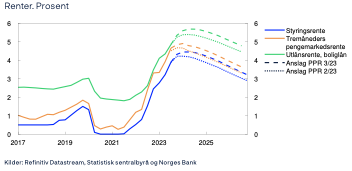 Renter. Prosent
6
6
5
5
4
4
3
3
2
2
1
1
0
0
2017
2019
2021
2023
2025
Styringsrente
Tremåneders
pengemarkedsrente
Utlånsrente, boliglån
Anslag PPR 3/23
Anslag PPR 2/23
Kilder: Refinitiv Datastream, Statistisk sentralbyrå og Norges Bank